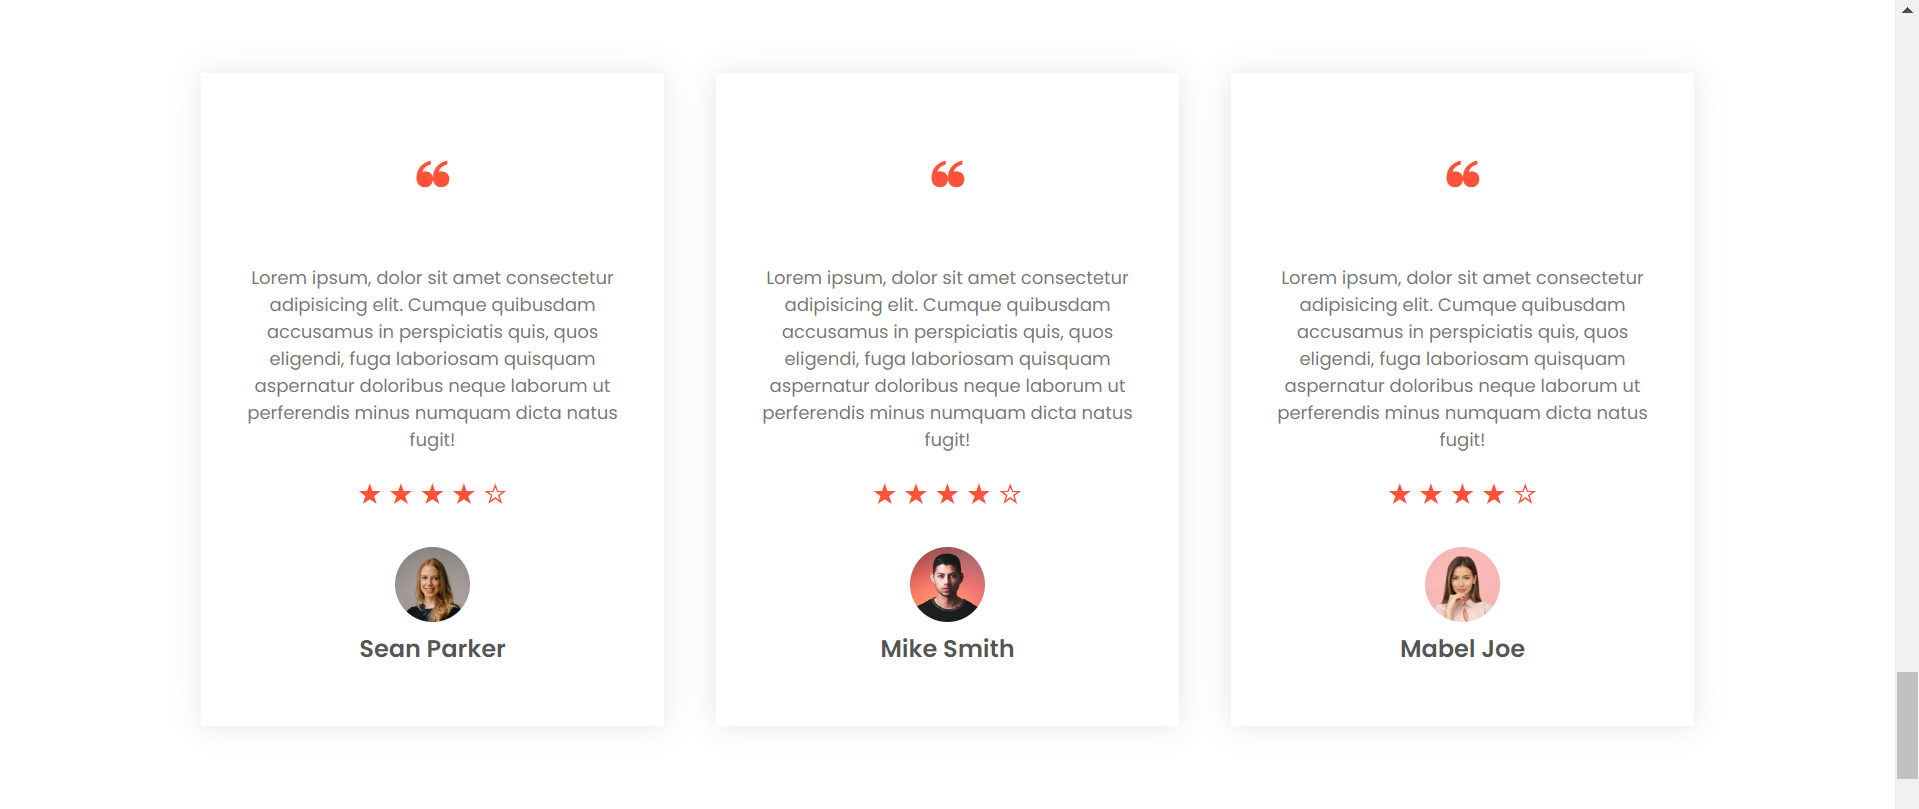 ❝
Lorem ipsum, dolor sit amet consectetur
adipisicing elit. Cumque quibusdam
accusamus in perspiciatis quis, quos
eligendi, fuga laboriosam quisquam
aspernatur doloribus neque laborum ut
perferendis minus numquam dicta natus
fugit!
★ ★ ★ ★ ☆
Sean Parker
❝
Lorem ipsum, dolor sit amet consectetur
adipisicing elit. Cumque quibusdam
accusamus in perspiciatis quis, quos
eligendi, fuga laboriosam quisquam
aspernatur doloribus neque laborum ut
perferendis minus numquam dicta natus
fugit!
★ ★ ★ ★ ☆
Mike Smith
❝
Lorem ipsum, dolor sit amet consectetur
adipisicing elit. Cumque quibusdam
accusamus in perspiciatis quis, quos
eligendi, fuga laboriosam quisquam
aspernatur doloribus neque laborum ut
perferendis minus numquam dicta natus
fugit!
★ ★ ★ ★ ☆
Mabel Joe